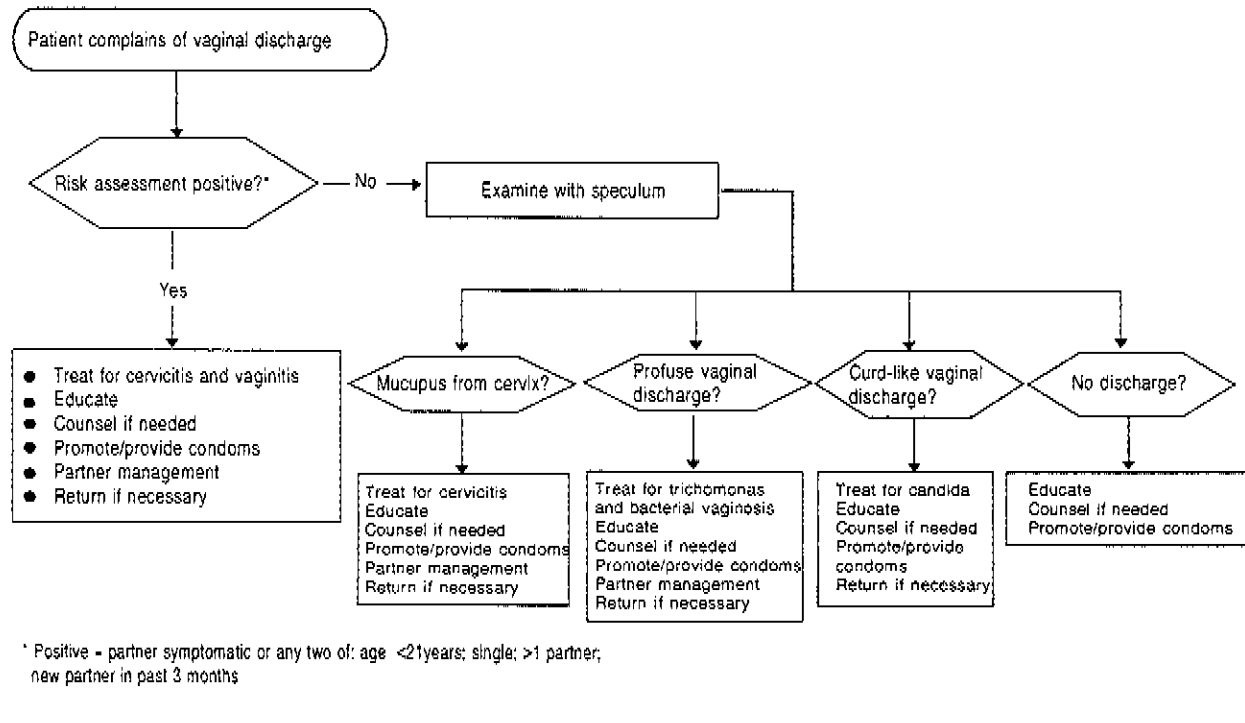 Patient complains of vaginal discharge
Risk assessment positive?*
No
Examine with speculum
Yes
● Treat for cervicitis and vaginitis
● Educate
● Counsel if needed
● Promote/provide condoms
● Partner management
● Return if necessary
Mucupus from cervix?
Profuse vaginal
discharge?
Curd-like vaginal
discharge?
No discharge?
Treat for cervicitis
Educate
Counsel if needed
Promote/provide condoms
Partner management
Return if necessary
Treat for trichomonas
and bacterial vaginosis
Educate
Counsel if needed
Promote/provide condoms
Partner management
Return if necessary
Treat for candida
Educate
Counsel if needed
Promote/provide
condoms
Return if necessary
Educate
Counsel if needed
Promote/provide condoms
* Positive = partner symptomatic or any two of: age <21years; single; >1 partner;
new partner in past 3 months